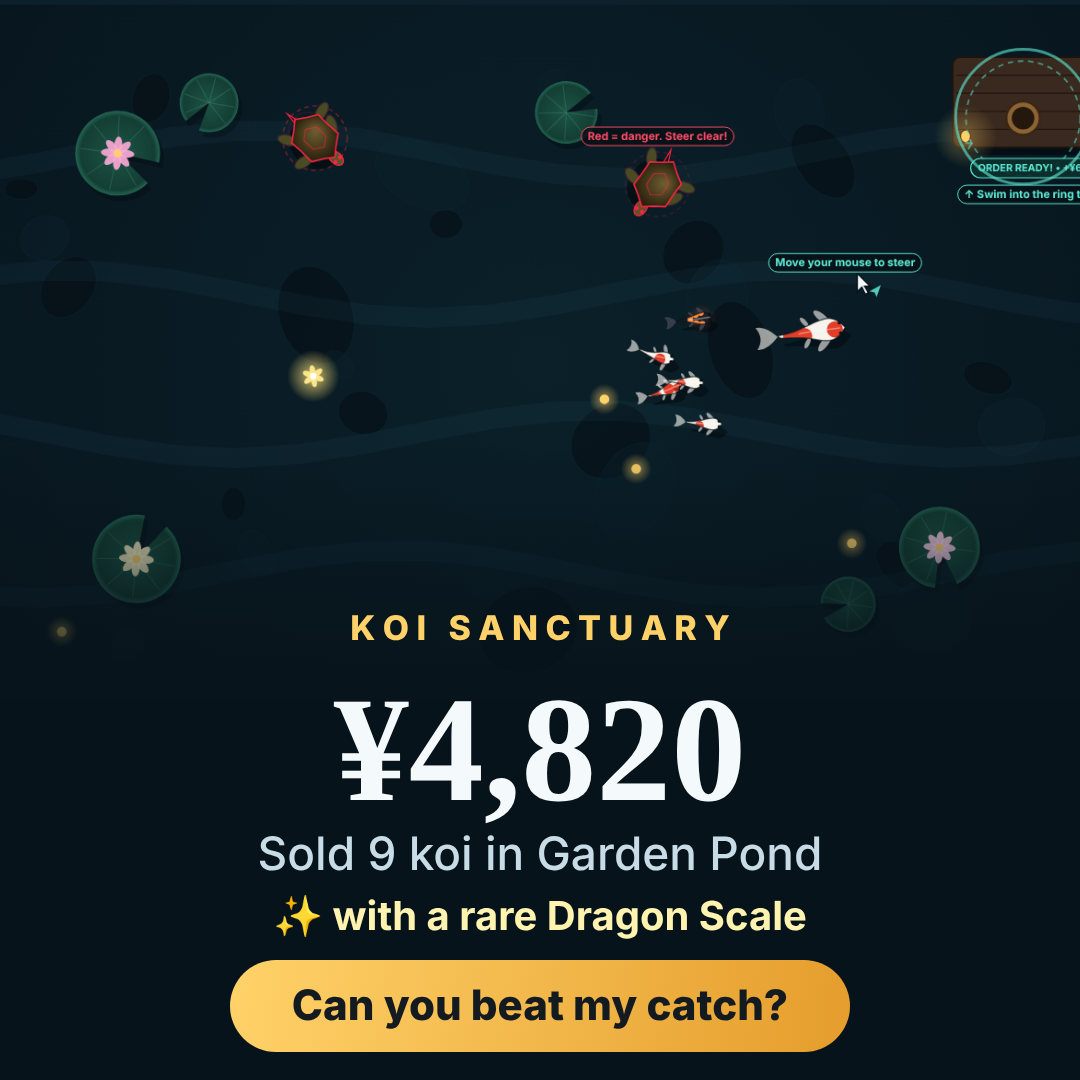 Red = danger. Steer clear!
ORDER READY! •
↑ Swim into the ring
Move your mouse to steer
KOI SANCTUARY
¥4,820
Sold 9 koi in Garden Pond
✨ with a rare Dragon Scale
Can you beat my catch?